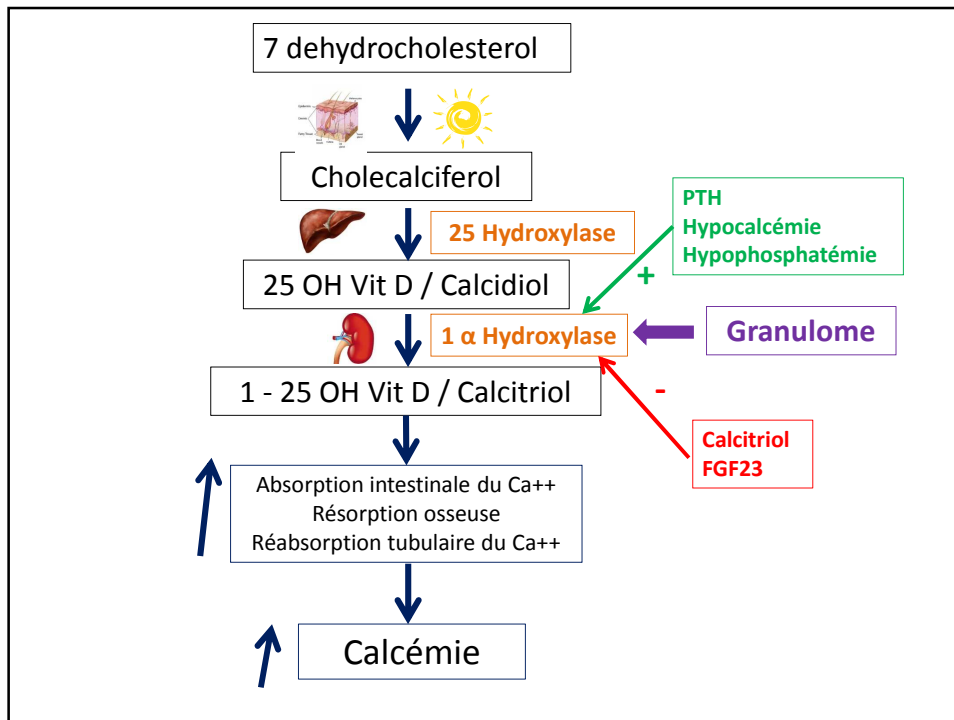 7 dehydrocholesterol
Cholecalciferol
25 Hydroxylase
PTH
Hypocalcémie
Hypophosphatémie
+
25 OH Vit D / Calcidiol
1 α Hydroxylase
Granulome
-
1 - 25 OH Vit D / Calcitriol
Calcitriol
FGF23
Absorption intestinale du Ca++
Résorption osseuse
Réabsorption tubulaire du Ca++
Calcémie